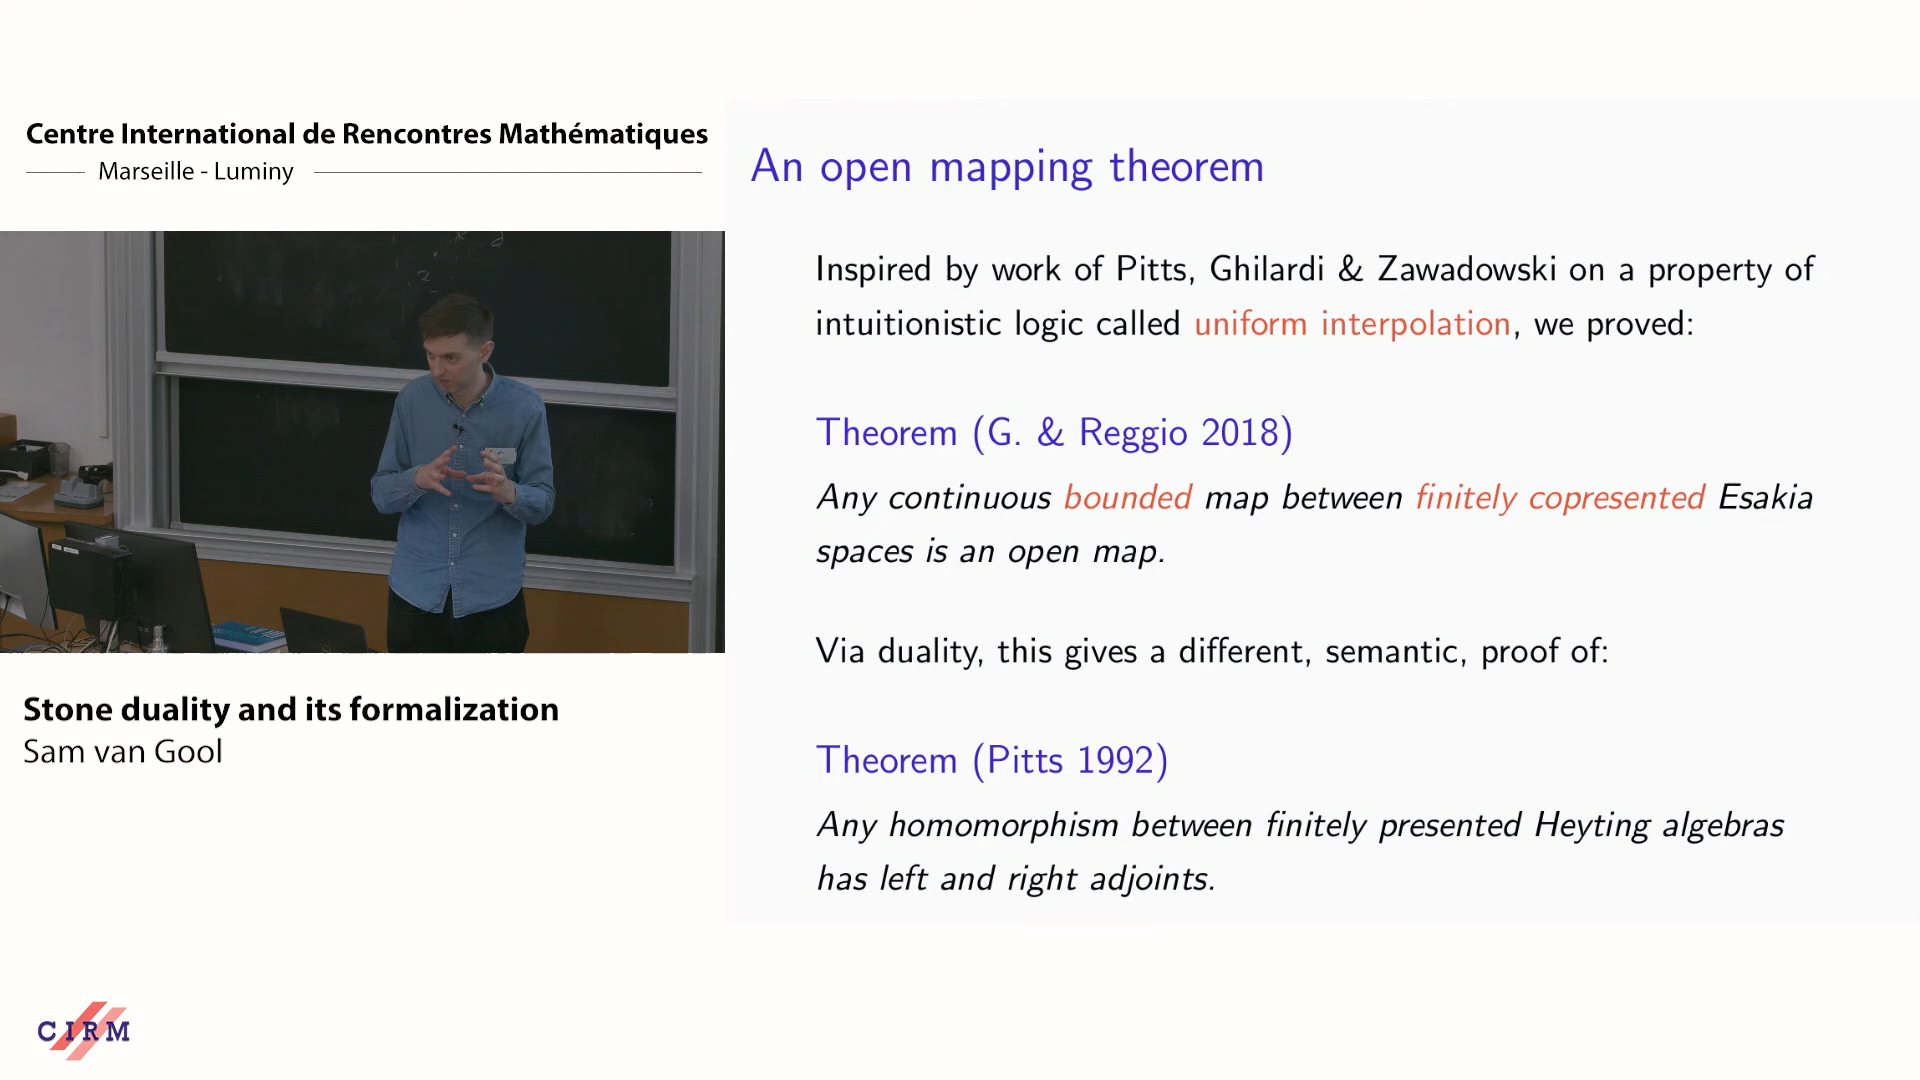 Centre International de Rencontres Mathématiques
Marseille - Luminy
An open mapping theorem
Inspired by work of Pitts, Ghilardi & Zawadowski on a property of
intuitionistic logic called uniform interpolation, we proved:
Theorem (G. & Reggio 2018)
Any continuous bounded map between finitely copresented Esakia
spaces is an open map.
Via duality, this gives a different, semantic, proof of:
Theorem (Pitts 1992)
Any homomorphism between finitely presented Heyting algebras
has left and right adjoints.
Stone duality and its formalization
Sam van Gool
CIRM